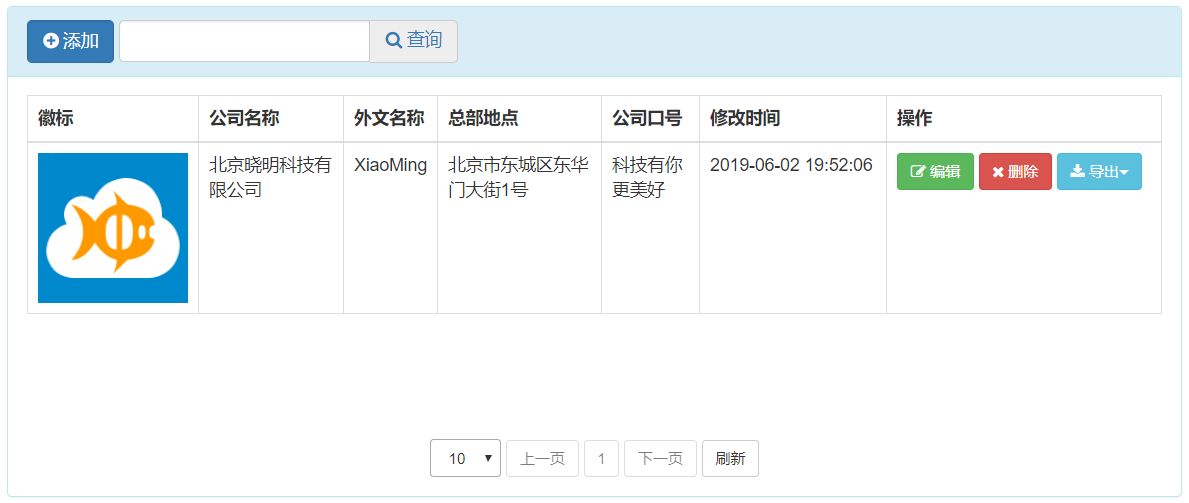 添加
查询
徽标 公司名称 外文名称 总部地点 公司口号 修改时间 操作
北京晓明科技有 XiaoMing 北京市东城区东华 科技有你 2019-06-02 19:52:06 编辑 删除 导出
限公司 门大街1号 更美好
10 上一页 1 下一页 刷新